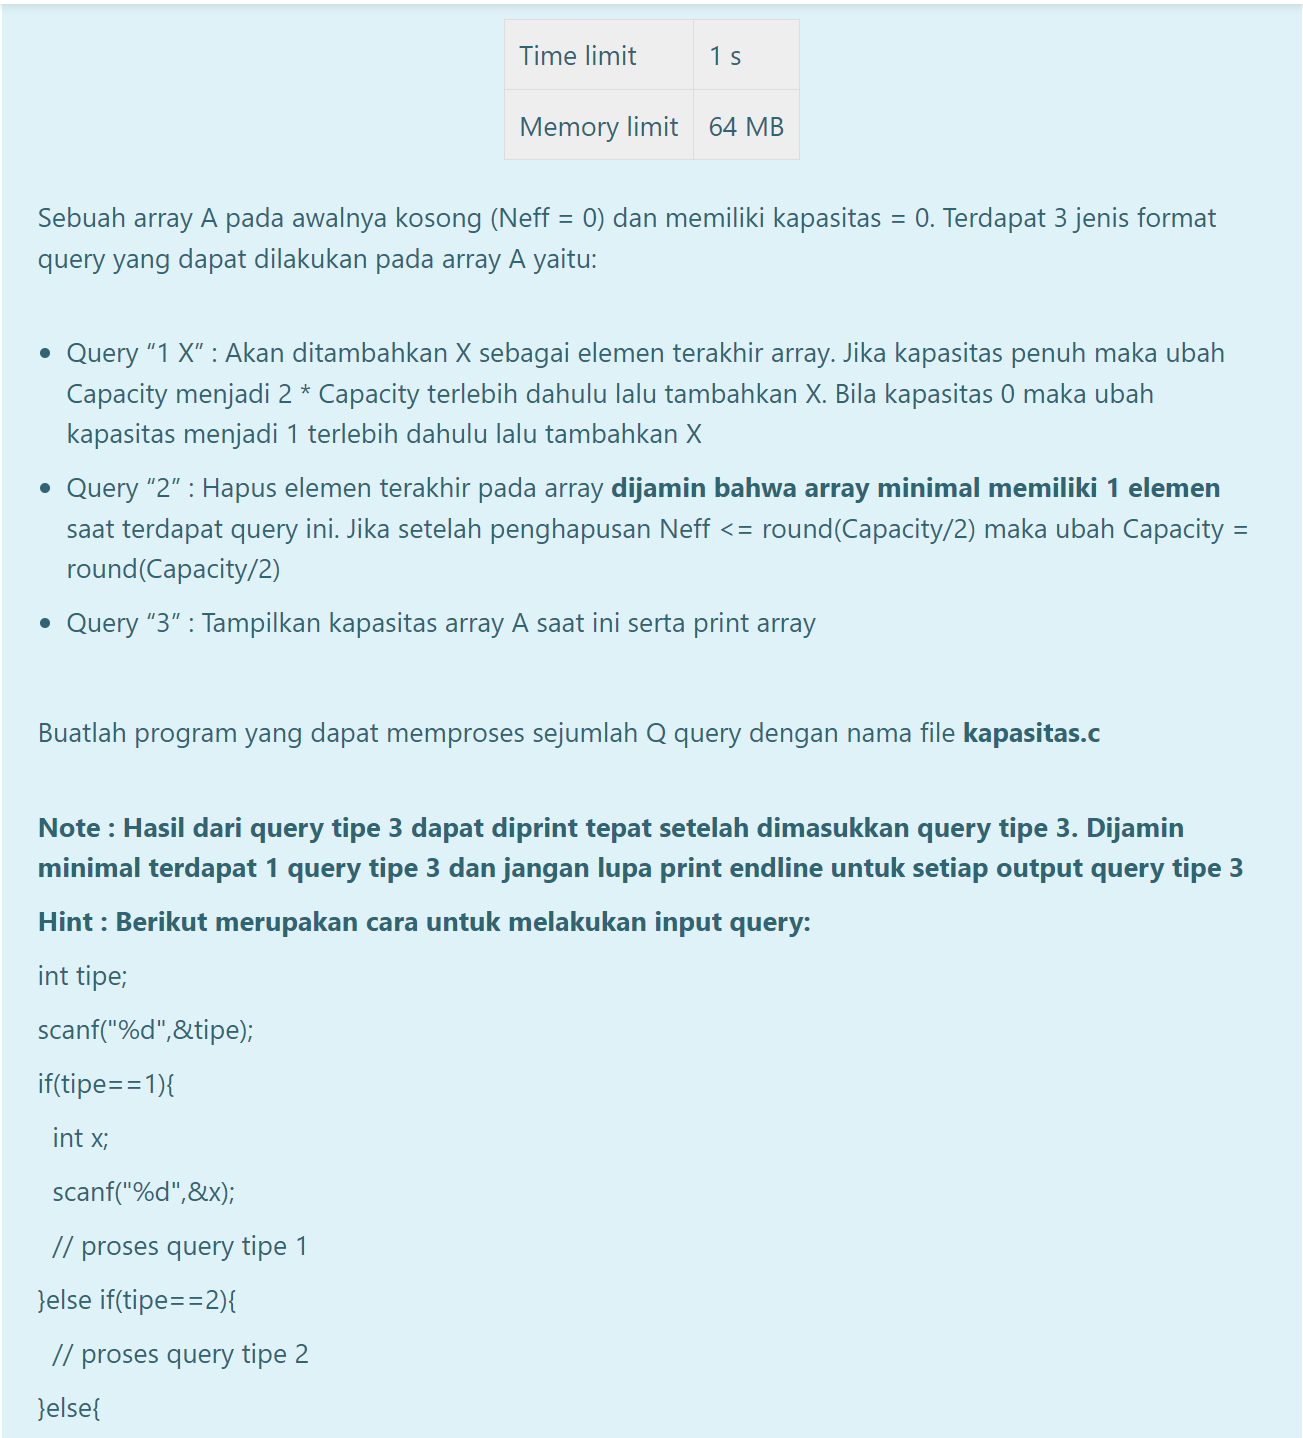 Time limit 1 s
Memory limit 64 MB
Sebuah array A pada awalnya kosong (Neff = 0) dan memiliki kapasitas = 0. Terdapat 3 jenis format
query yang dapat dilakukan pada array A yaitu:
• Query “1 X” : Akan ditambahkan X sebagai elemen terakhir array. Jika kapasitas penuh maka ubah
Capacity menjadi 2 * Capacity terlebih dahulu lalu tambahkan X. Bila kapasitas 0 maka ubah
kapasitas menjadi 1 terlebih dahulu lalu tambahkan X
• Query “2” : Hapus elemen terakhir pada array dijamin bahwa array minimal memiliki 1 elemen
saat terdapat query ini. Jika setelah penghapusan Neff <= round(Capacity/2) maka ubah Capacity =
round(Capacity/2)
• Query “3” : Tampilkan kapasitas array A saat ini serta print array
Buatlah program yang dapat memproses sejumlah Q query dengan nama file kapasitas.c
Note : Hasil dari query tipe 3 dapat diprint tepat setelah dimasukkan query tipe 3. Dijamin
minimal terdapat 1 query tipe 3 dan jangan lupa print endline untuk setiap output query tipe 3
Hint : Berikut merupakan cara untuk melakukan input query:
int tipe;
scanf("%d",&tipe);
if(tipe==1){
int x;
scanf("%d",&x);
// proses query tipe 1
}else if(tipe==2){
// proses query tipe 2
}else{